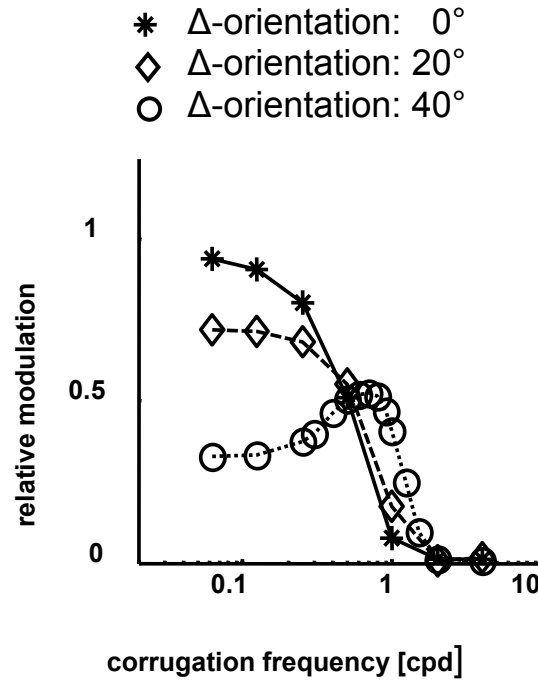 Δ-orientation: 0°
Δ-orientation: 20°
Δ-orientation: 40°
1
0.5
0
relative modulation
0.1 1 10
corrugation frequency [cpd]